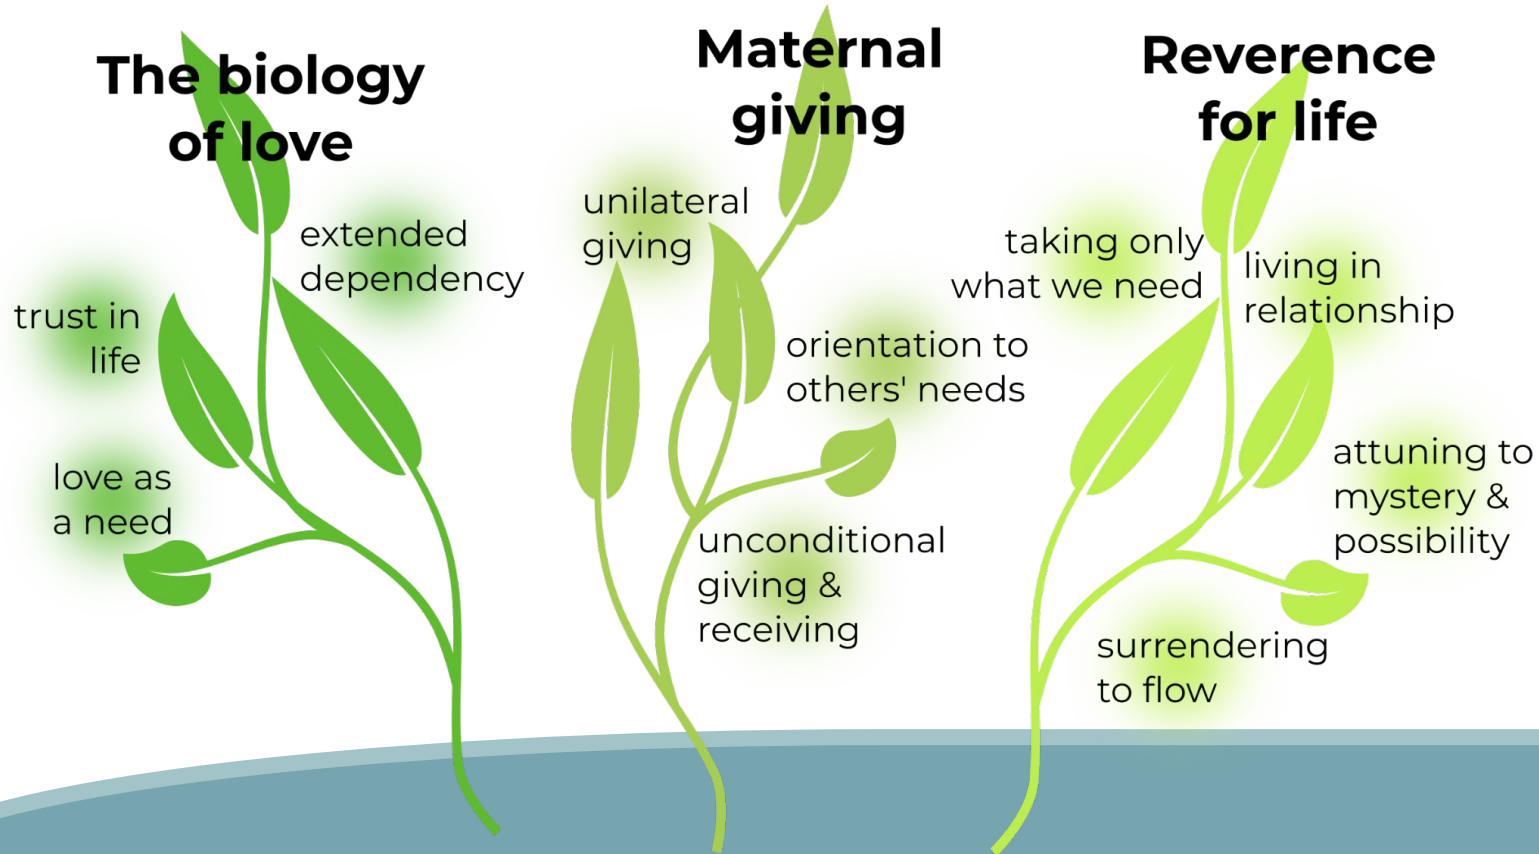 The biology
of love
extended
dependency
trust in
life
love as
a need
Maternal
giving
unilateral
giving
orientation to
others' needs
unconditional
giving &
receiving
Reverence
for life
taking only
what we need
living in
relationship
attuning to
mystery &
possibility
surrendering
to flow